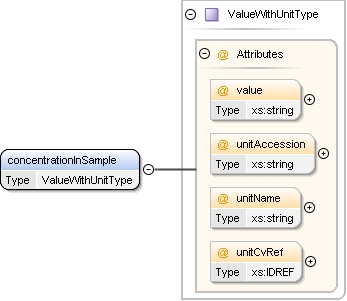 ValueWithUnitType
@ Attributes
@ value
Type xs:string
@ unitAccession
Type xs:string
concentrationInSample
Type ValueWithUnitType
@ unitName
Type xs:string
@ unitCvRef
Type xs:IDREF